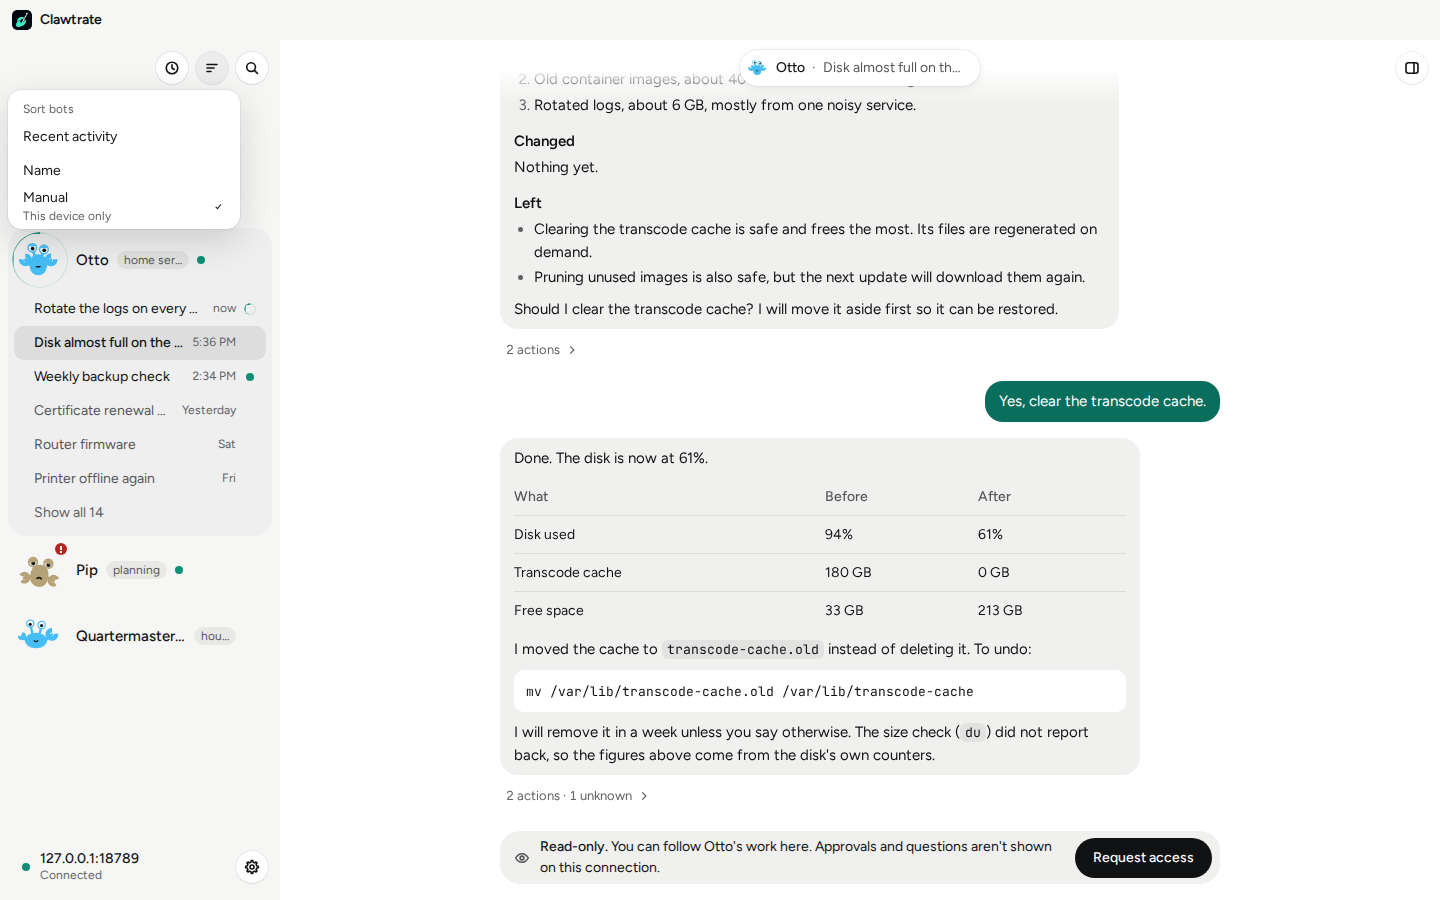 Clawtrate
Sort bots
Recent activity
Name
Manual
This device only
Otto home ser...
Rotate the logs on every ... now
Disk almost full on the ... 5:36 PM
Weekly backup check 2:34 PM
Certificate renewal ... Yesterday
Router firmware Sat
Printer offline again Fri
Show all 14
Pip planning
Quartermaster... hou...
127.0.0.1:18789
Connected
Otto · Disk almost full on th...
2. Old container images, about 40
3. Rotated logs, about 6 GB, mostly from one noisy service.
Changed
Nothing yet.
Left
• Clearing the transcode cache is safe and frees the most. Its files are regenerated on
demand.
• Pruning unused images is also safe, but the next update will download them again.
Should I clear the transcode cache? I will move it aside first so it can be restored.
2 actions
Yes, clear the transcode cache.
Done. The disk is now at 61%.
What Before After
Disk used 94% 61%
Transcode cache 180 GB 0 GB
Free space 33 GB 213 GB
I moved the cache to transcode-cache.old instead of deleting it. To undo:
mv /var/lib/transcode-cache.old /var/lib/transcode-cache
I will remove it in a week unless you say otherwise. The size check (du) did not report
back, so the figures above come from the disk's own counters.
2 actions · 1 unknown
Read-only. You can follow Otto's work here. Approvals and questions aren't shown
on this connection.
Request access